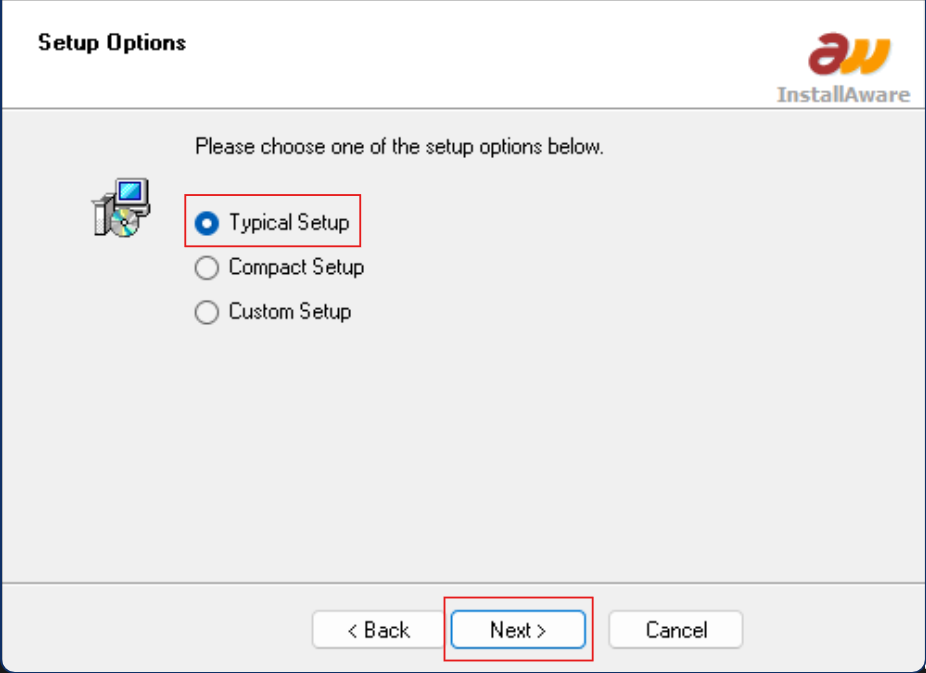 Setup Options
aw
InstallAware
Please choose one of the setup options below.
Typical Setup
Compact Setup
Custom Setup
< Back
Next >
Cancel